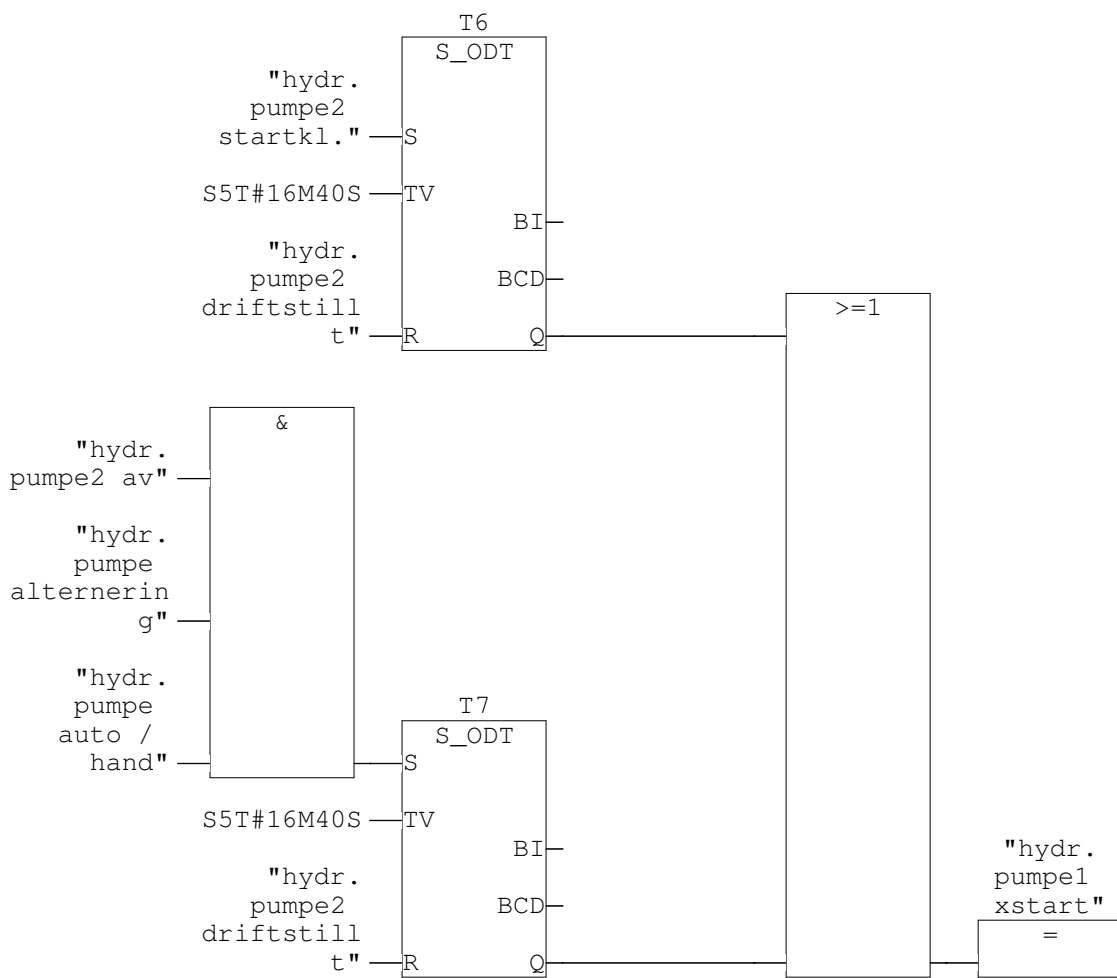 T6
S_ODT
"hydr.
pumpe2
startkl."
S
S5T#16M40S
TV
BI
"hydr.
pumpe2
driftstill
t"
BCD
R
Q
>=1
&
"hydr.
pumpe2 av"
"hydr.
pumpe
alternerin
g"
"hydr.
pumpe
auto /
hand"
T7
S_ODT
S
S5T#16M40S
TV
BI
"hydr.
pumpe2
driftstill
t"
BCD
R
Q
"hydr.
pumpe1
xstart"
=